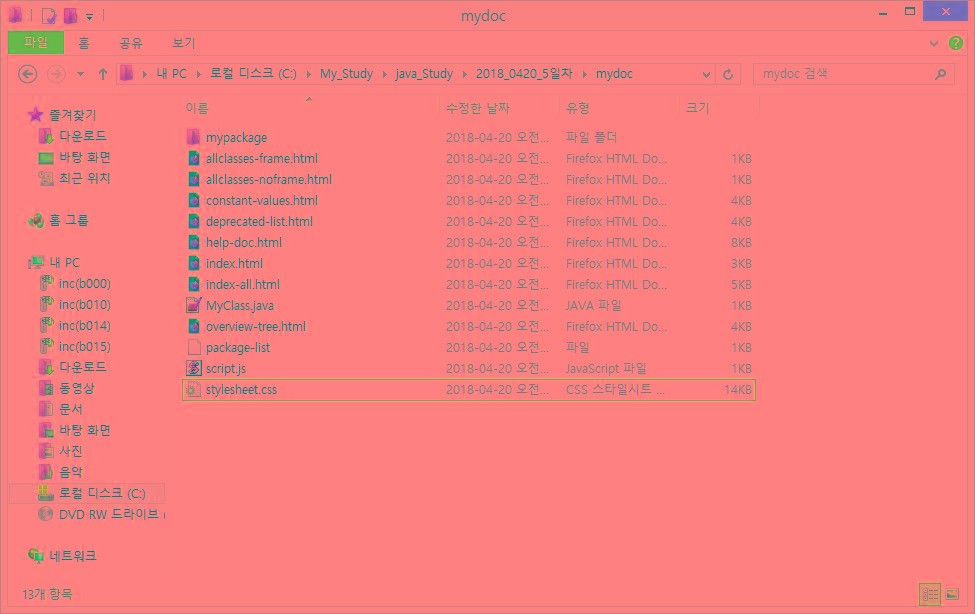 mydoc
파일 홈 공유 보기
내 PC 로컬 디스크 (C:) My_Study java_Study 2018_0420_5일차 mydoc mydoc 검색
이름 수정한 날짜 유형 크기
즐겨찾기
다운로드
바탕 화면
최근 위치
홈 그룹
내 PC
inc(b000)
inc(b010)
inc(b014)
inc(b015)
다운로드
동영상
문서
바탕 화면
사진
음악
로컬 디스크 (C:)
DVD RW 드라이브 (
네트워크
mypackage 2018-04-20 오전... 파일 폴더
allclasses-frame.html 2018-04-20 오전... Firefox HTML Do... 1KB
allclasses-noframe.html 2018-04-20 오전... Firefox HTML Do... 1KB
constant-values.html 2018-04-20 오전... Firefox HTML Do... 4KB
deprecated-list.html 2018-04-20 오전... Firefox HTML Do... 4KB
help-doc.html 2018-04-20 오전... Firefox HTML Do... 8KB
index.html 2018-04-20 오전... Firefox HTML Do... 3KB
index-all.html 2018-04-20 오전... Firefox HTML Do... 5KB
MyClass.java 2018-04-20 오전... JAVA 파일 1KB
overview-tree.html 2018-04-20 오전... Firefox HTML Do... 4KB
package-list 2018-04-20 오전... 파일 1KB
script.js 2018-04-20 오전... JavaScript 파일 1KB
stylesheet.css 2018-04-20 오전... CSS 스타일시트 ... 14KB
13개 항목